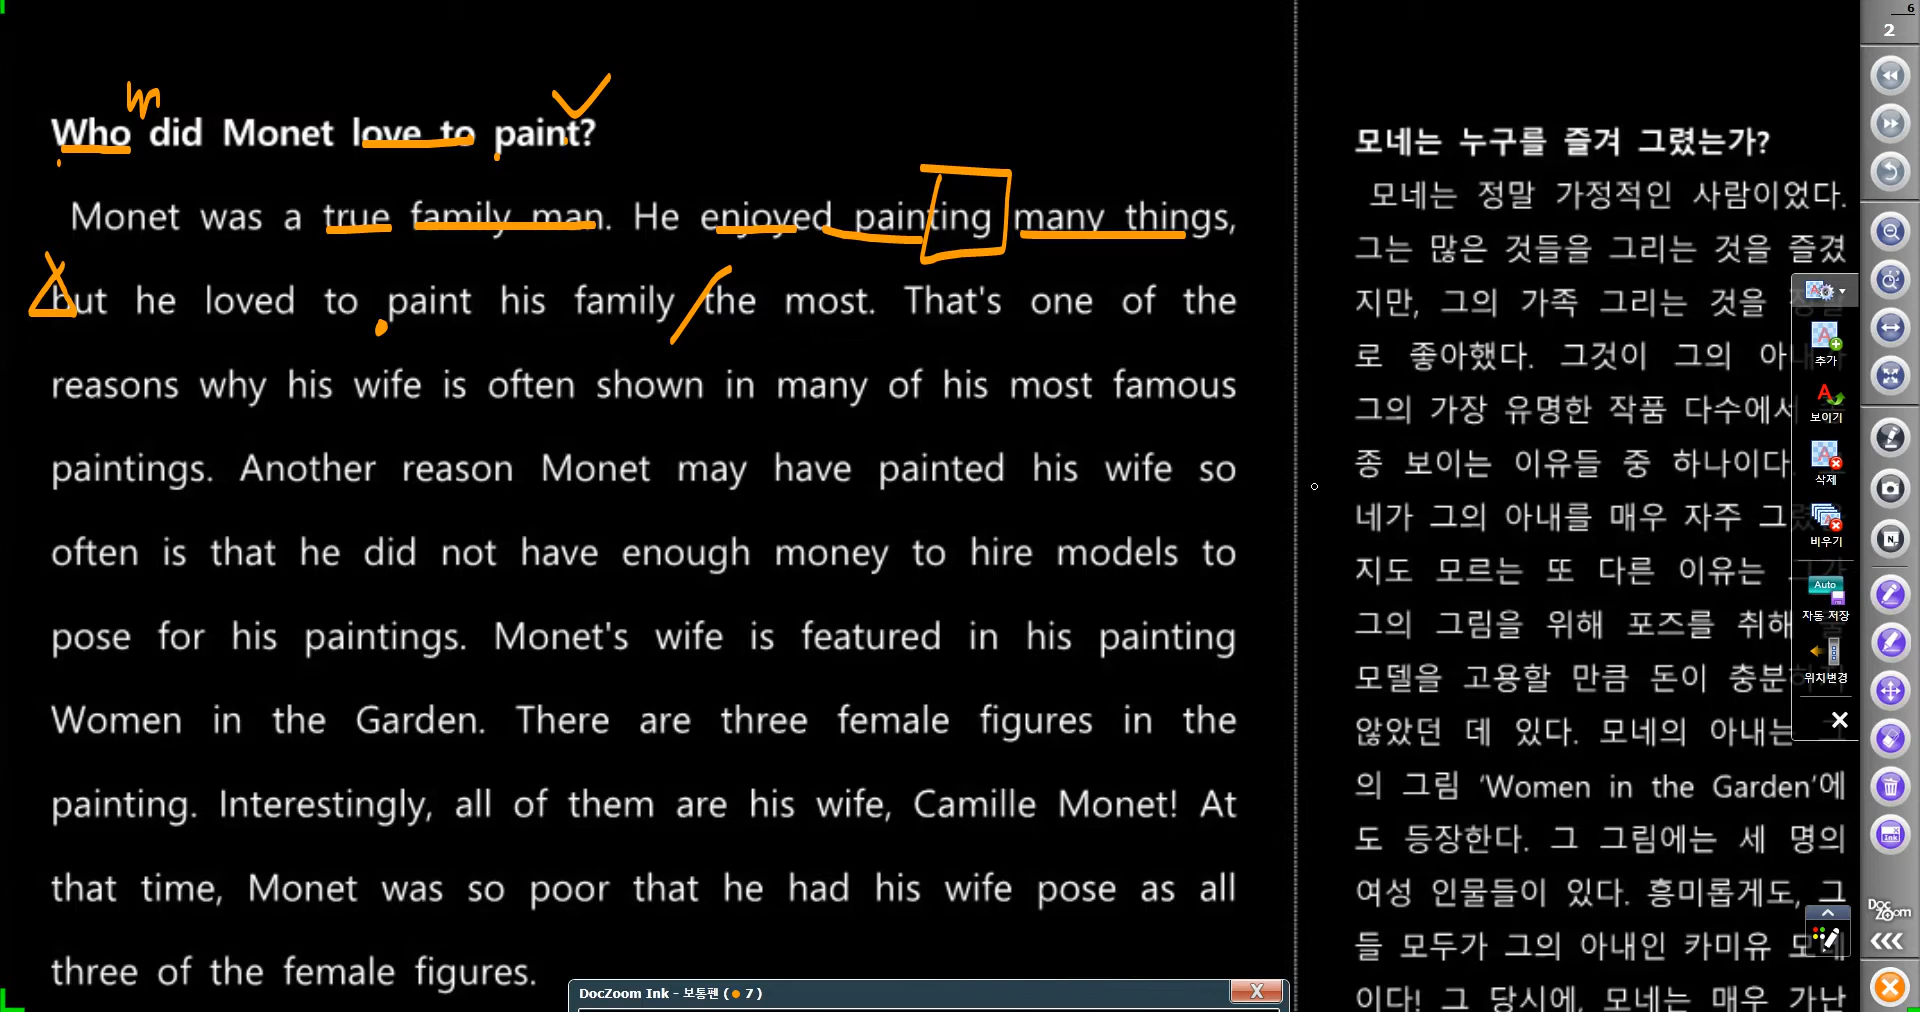 6
2
m
Who did Monet love to paint?
Monet was a true family man. He enjoyed painting many things,
but he loved to paint his family the most. That's one of the
reasons why his wife is often shown in many of his most famous
paintings. Another reason Monet may have painted his wife so
often is that he did not have enough money to hire models to
pose for his paintings. Monet's wife is featured in his painting
Women in the Garden. There are three female figures in the
painting. Interestingly, all of them are his wife, Camille Monet! At
that time, Monet was so poor that he had his wife pose as all
three of the female figures.
모네는 누구를 즐겨 그렸는가?
모네는 정말 가정적인 사람이었다.
그는 많은 것들을 그리는 것을 즐겼
지만, 그의 가족 그리는 것을
로 좋아했다. 그것이 그의
그의 가장 유명한 작품 다수에서
종 보이는 이유들 중 하나이다.
네가 그의 아내를 매우 자주
지도 모르는 또 다른 이유는
그의 그림을 위해 포즈를 취해
모델을 고용할 만큼 돈이
않았던 데 있다. 모네의 아내는
의 그림 ‘Women in the Garden’에
도 등장한다. 그 그림에는 세 명의
여성 인물들이 있다. 흥미롭게도, 그
들 모두가 그의 아내인 카미유
이다! 그 당시에, 모네는 매우 가난
추가
보이기
삭제
비우기
Auto
자동 저장
위치변경
Doc
Zoom
DocZoom Ink - 보통펜 ( 7 )